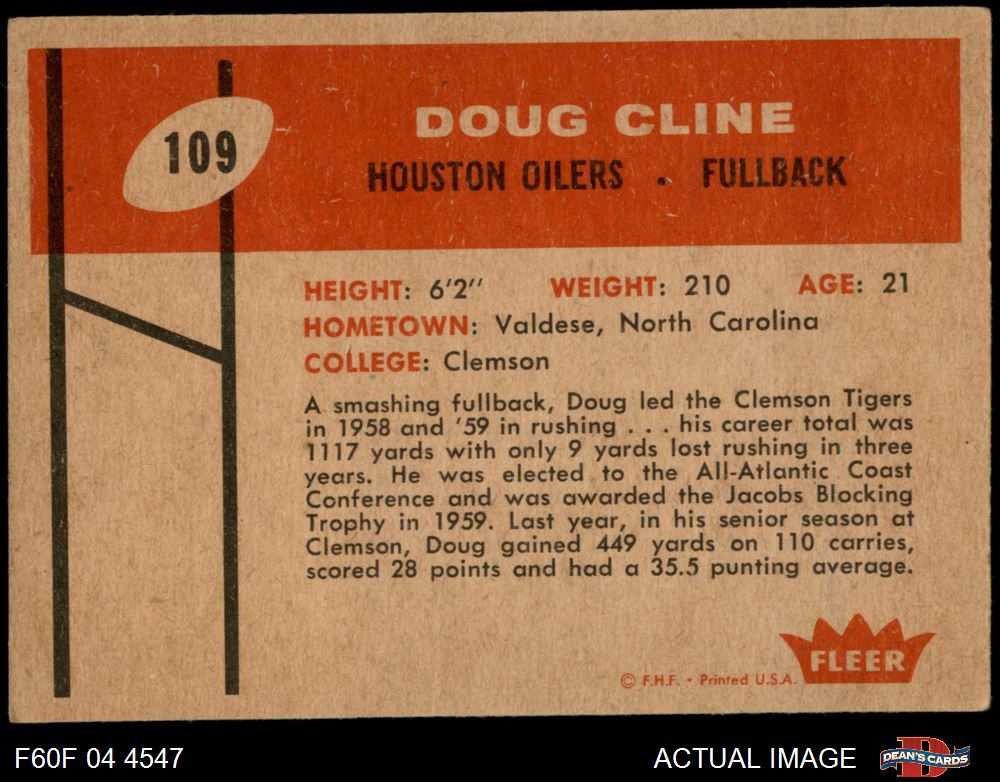 109
DOUG CLINE
HOUSTON OILERS . FULLBACK
HEIGHT: 6'2" WEIGHT: 210 AGE: 21
HOMETOWN: Valdese, North Carolina
COLLEGE: Clemson
A smashing fullback, Doug led the Clemson Tigers
in 1958 and '59 in rushing . . . his career total was
1117 yards with only 9 yards lost rushing in three
years. He was elected to the All-Atlantic Coast
Conference and was awarded the Jacobs Blocking
Trophy in 1959. Last year, in his senior season at
Clemson, Doug gained 449 yards on 110 carries,
scored 28 points and had a 35.5 punting average.
FLEER
© F.H.F. • Printed U.S.A.
F60F 04 4547
ACTUAL IMAGE
D
DEAN'S CARDS